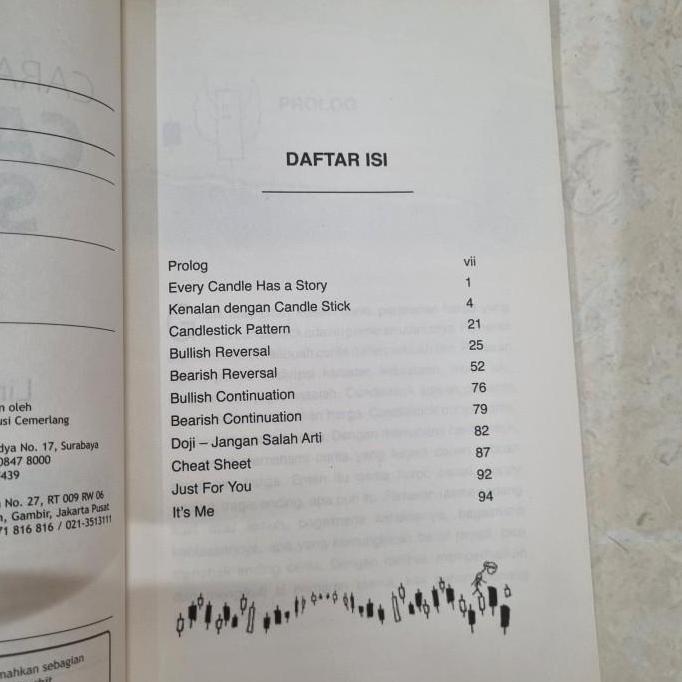 n oleh
usi Cemerlang
dya No. 17, Surabaya
0847 8000
439
No. 27, RT 009 RW 06
, Gambir, Jakarta Pusat
71 816 816 / 021-3513111
mahkan sebagian
PROLOG
DAFTAR ISI
Prolog vii
Every Candle Has a Story 1
Kenalan dengan Candle Stick 4
Candlestick Pattern 21
Bullish Reversal 25
Bearish Reversal 52
Bullish Continuation 76
Bearish Continuation 79
Doji – Jangan Salah Arti 82
Cheat Sheet 87
Just For You 92
It's Me 94